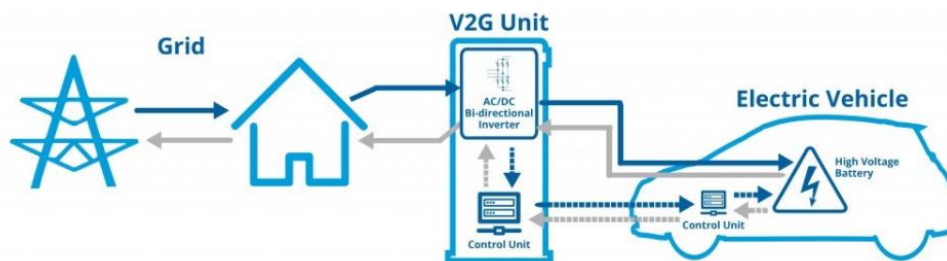 V2G Unit
Grid
AC/DC
Bi-directional
Inverter
Electric Vehicle
High Voltage
Battery
Control Unit
Control Unit